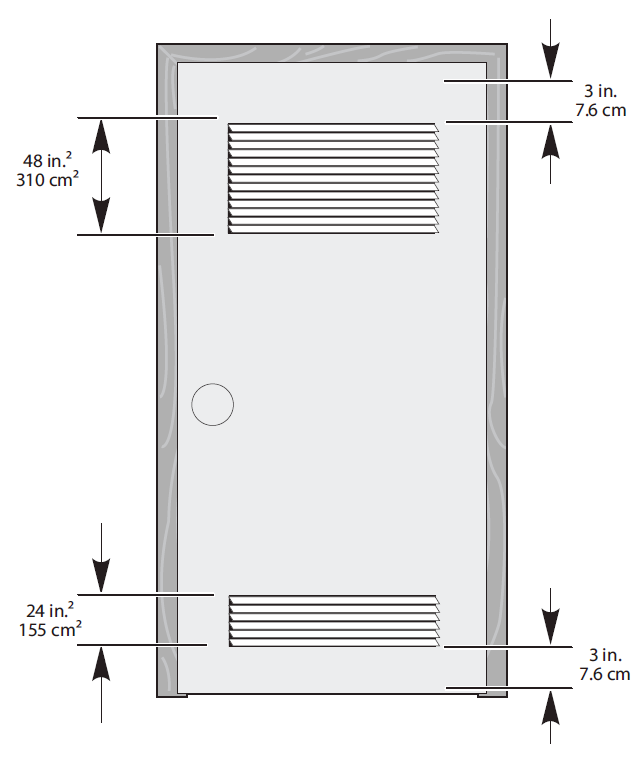 3 in.
7.6 cm
48 in.²
310 cm²
24 in.²
155 cm²
3 in.
7.6 cm